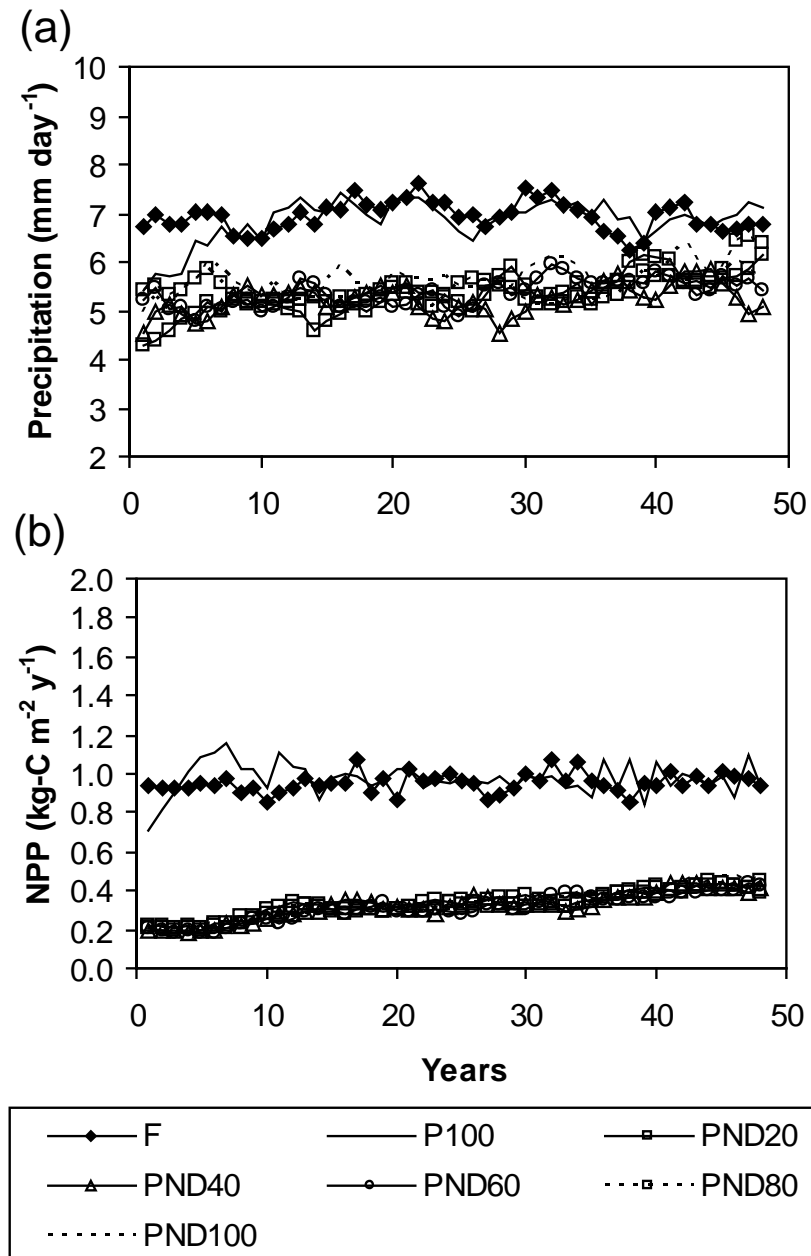 (a)
Precipitation (mm day-1)
10
9
8
7
6
5
4
3
2
0 10 20 30 40 50
(b)
NPP (kg-C m-2 y-1)
2.0
1.8
1.6
1.4
1.2
1.0
0.8
0.6
0.4
0.2
0.0
0 10 20 30 40 50
Years
F P100 PND20
PND40 PND60 PND80
PND100